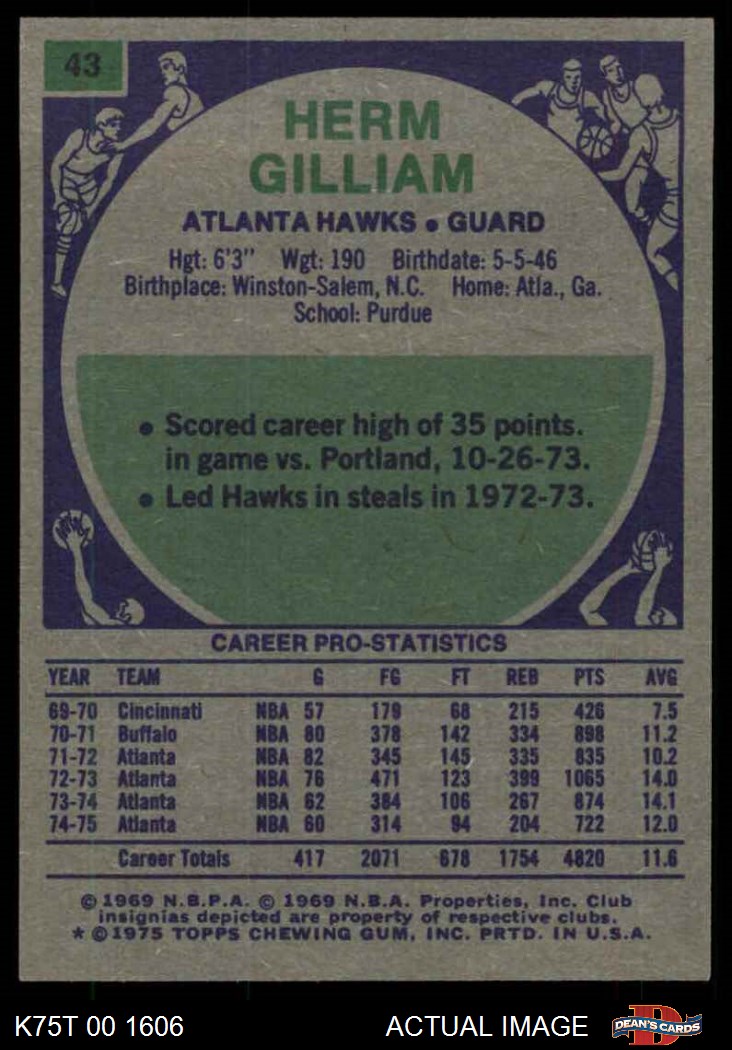 43
HERM
GILLIAM
ATLANTA HAWKS • GUARD
Hgt: 6'3" Wgt: 190 Birthdate: 5-5-46
Birthplace: Winston-Salem, N.C. Home: Atla., Ga.
School: Purdue
• Scored career high of 35 points.
in game vs. Portland, 10-26-73.
• Led Hawks in steals in 1972-73.
CAREER PRO-STATISTICS
YEAR TEAM G FG FT REB PTS AVG
69-70 Cincinnati NBA 57 179 68 215 426 7.5
70-71 Buffalo NBA 80 378 142 334 898 11.2
71-72 Atlanta NBA 82 345 145 335 835 10.2
72-73 Atlanta NBA 76 471 123 399 1065 14.0
73-74 Atlanta NBA 62 384 106 267 874 14.1
74-75 Atlanta NBA 60 314 94 204 722 12.0
Career Totals 417 2071 678 1754 4820 11.6
© 1969 N.B.P.A. © 1969 N.B.A. Properties, Inc. Club
insignias depicted are property of respective clubs.
* © 1975 TOPPS CHEWING GUM, INC. PRTD. IN U.S.A.
K75T 00 1606 ACTUAL IMAGE D DEAN'S CARDS